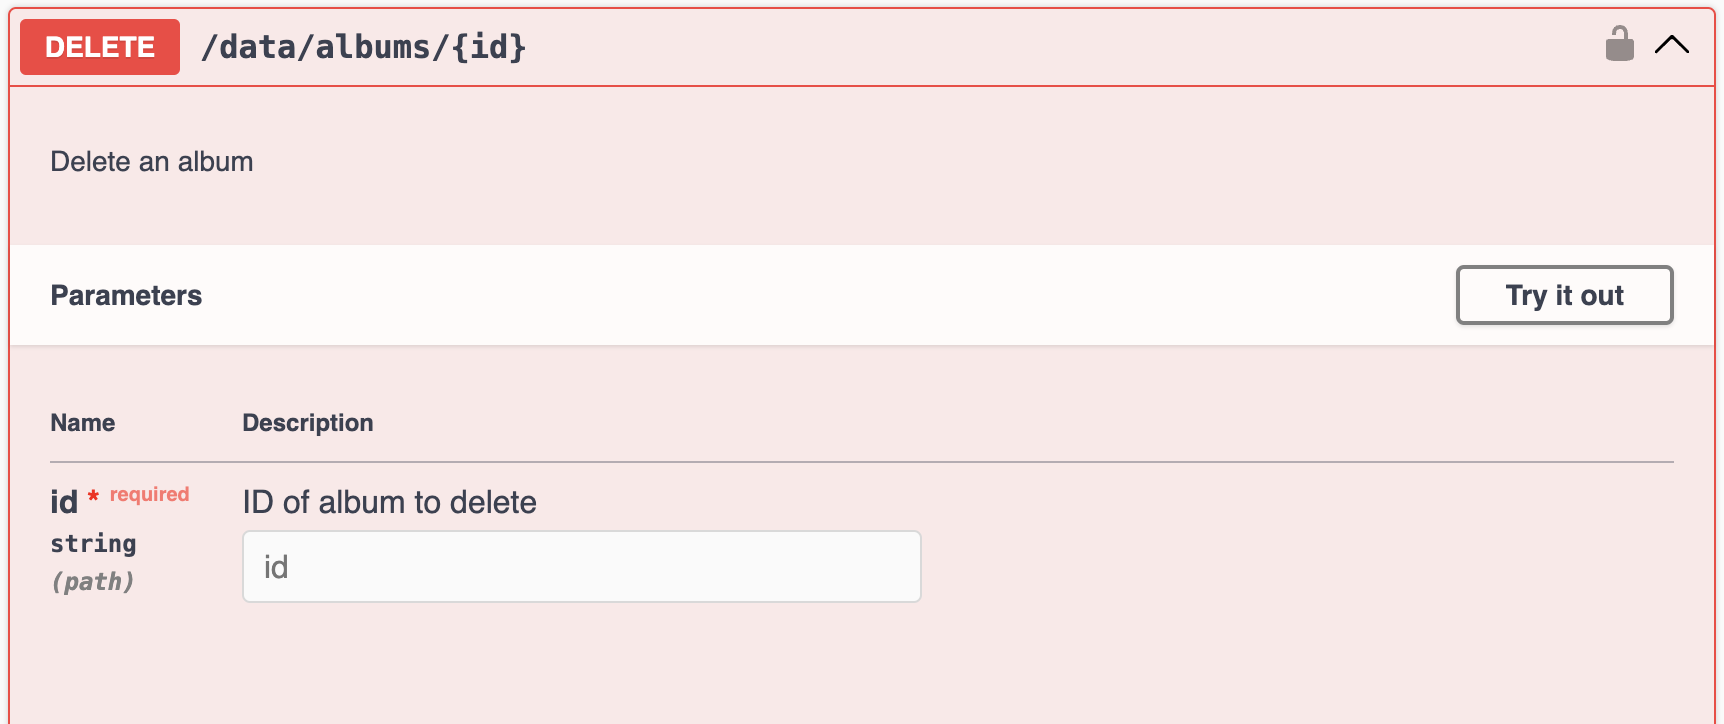 DELETE /data/albums/{id}
Delete an album
Parameters
Try it out
Name Description
id * required
ID of album to delete
string
id
(path)